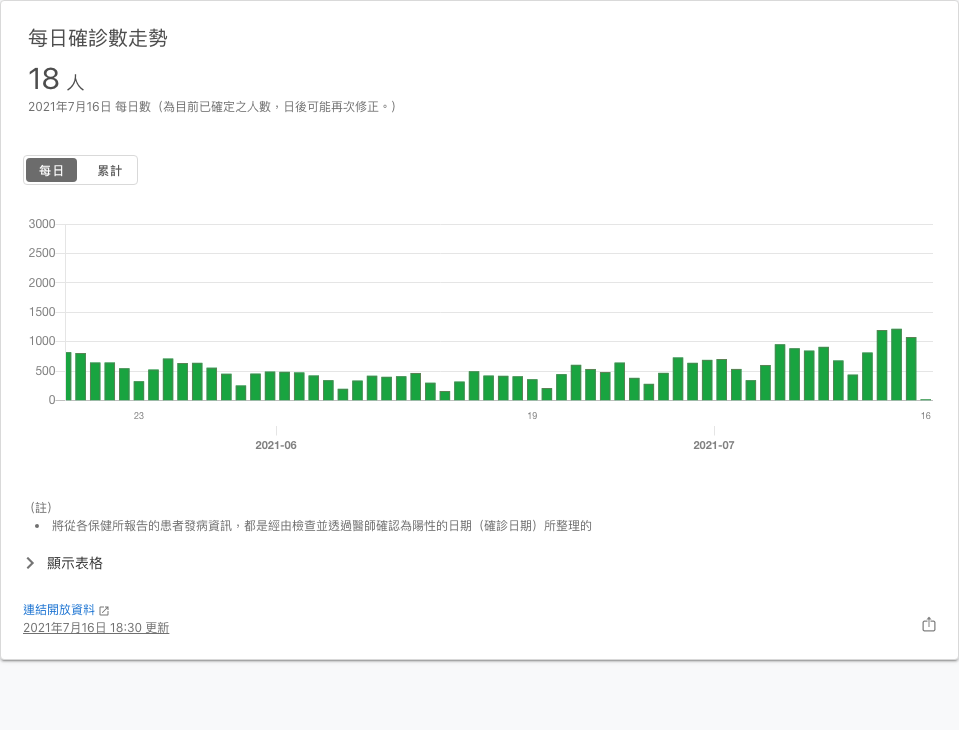 每日確診數走勢
18 人
2021年7月16日 每日數（為目前已確定之人數，日後可能再次修正。）
每日 累計
3000
2500
2000
1500
1000
500
0
23 19 16
2021-06 2021-07
（註）
• 將從各保健所報告的患者發病資訊，都是經由檢查並透過醫師確認為陽性的日期（確診日期）所整理的
顯示表格
連結開放資料
2021年7月16日 18:30 更新